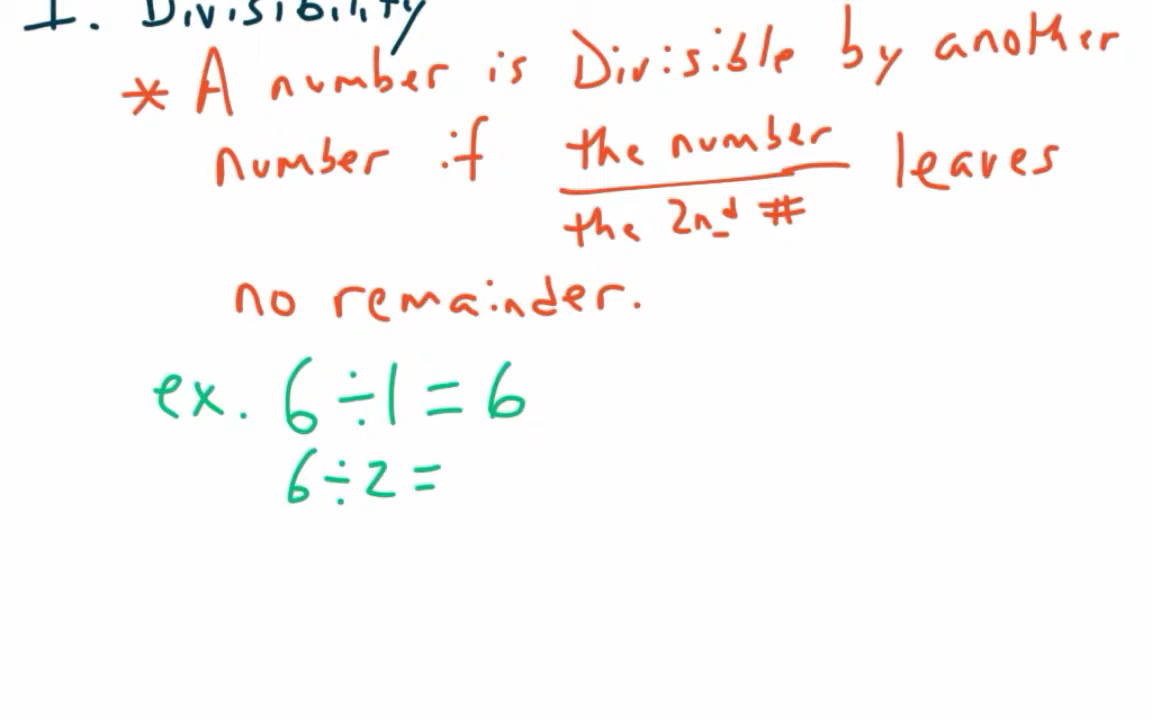 I. Divisibility
* A number is Divisible by another
number if the number leaves
the 2nd #
no remainder.
ex. 6÷1=6
6÷2=